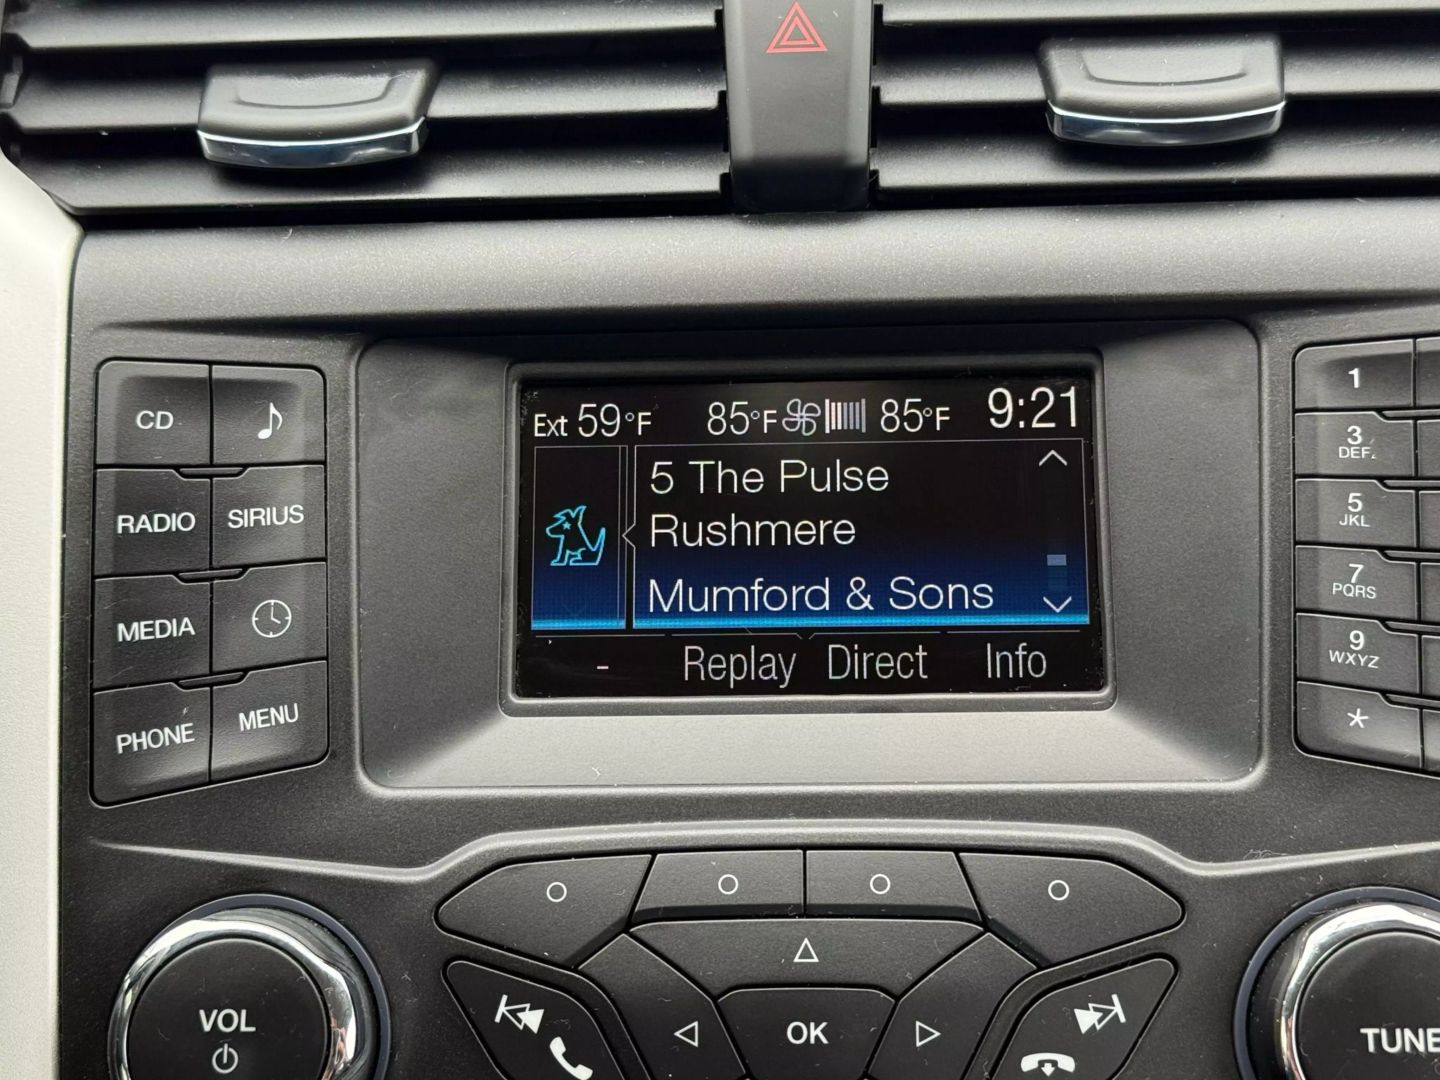 CD
RADIO SIRIUS
MEDIA
PHONE MENU
Ext 59°F 85°F 85°F 9:21
5 The Pulse
Rushmere
Mumford & Sons
- Replay Direct Info
1
3
DEF
5
JKL
7
PQRS
9
WXYZ
*
VOL
OK
TUNE